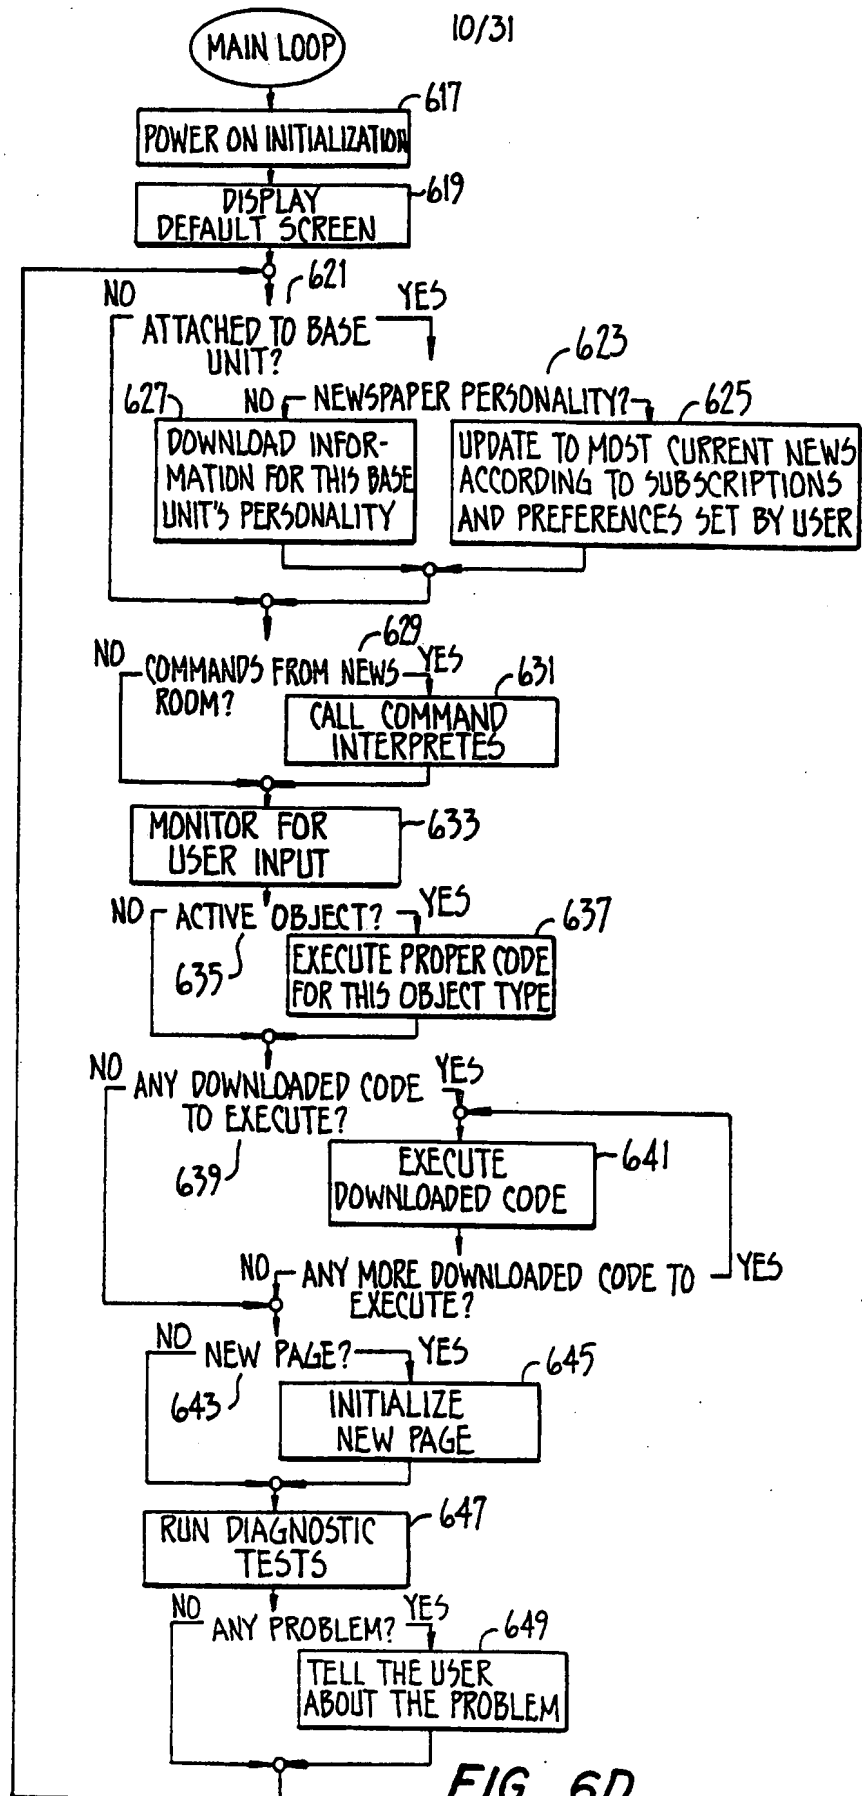 10/31
MAIN LOOP
617
POWER ON INITIALIZATION
619
DISPLAY
DEFAULT SCREEN
621
NO
YES
ATTACHED TO BASE
UNIT?
623
627
NO
NEWSPAPER PERSONALITY?
625
DOWNLOAD INFOR-
MATION FOR THIS BASE
UNIT'S PERSONALITY
UPDATE TO MOST CURRENT NEWS
ACCORDING TO SUBSCRIPTIONS
AND PREFERENCES SET BY USER
629
NO
COMMANDS FROM NEWS
ROOM?
YES
631
CALL COMMAND
INTERPRETES
MONITOR FOR
USER INPUT
633
NO
ACTIVE OBJECT?
YES
635
637
EXECUTE PROPER CODE
FOR THIS OBJECT TYPE
NO
ANY DOWNLOADED CODE
TO EXECUTE?
YES
639
EXECUTE
DOWNLOADED CODE
641
NO
ANY MORE DOWNLOADED CODE TO
EXECUTE?
YES
NO
NEW PAGE?
YES
643
645
INITIALIZE
NEW PAGE
RUN DIAGNOSTIC
TESTS
647
NO
ANY PROBLEM?
YES
649
TELL THE USER
ABOUT THE PROBLEM
FIG. 6D